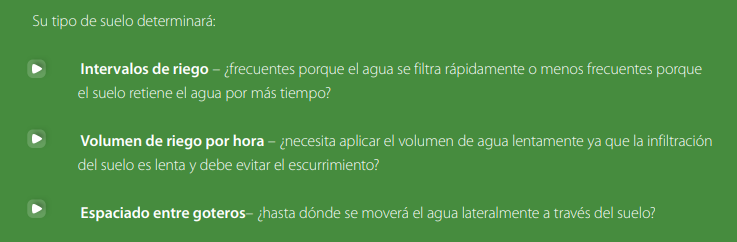 Su tipo de suelo determinará:
Intervalos de riego – ¿frecuentes porque el agua se filtra rápidamente o menos frecuentes porque
el suelo retiene el agua por más tiempo?
Volumen de riego por hora – ¿necesita aplicar el volumen de agua lentamente ya que la infiltración
del suelo es lenta y debe evitar el escurrimiento?
Espaciado entre goteros– ¿hasta dónde se moverá el agua lateralmente a través del suelo?